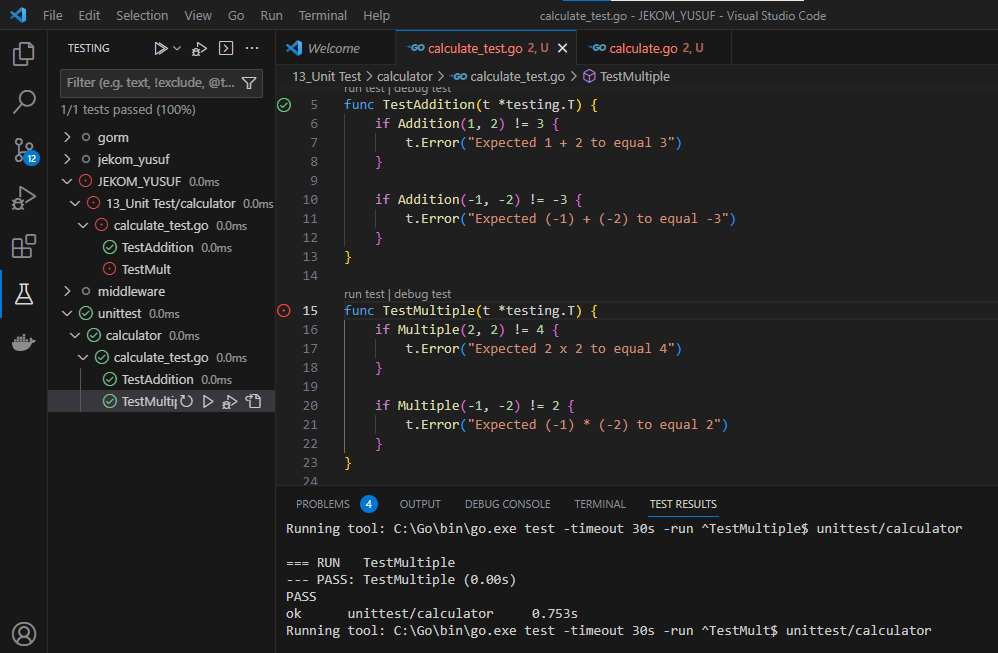 File Edit Selection View Go Run Terminal Help
calculate_test.go - JEKOM_YUSUF - Visual Studio Code
TESTING
Filter (e.g. text, !exclude, @t...
1/1 tests passed (100%)
gorm
jekom_yusuf
JEKOM_YUSUF 0.0ms
13_Unit Test/calculator 0.0ms
calculate_test.go 0.0ms
TestAddition 0.0ms
TestMult
middleware
unittest 0.0ms
calculator 0.0ms
calculate_test.go 0.0ms
TestAddition 0.0ms
TestMultip
12
Welcome
calculate_test.go 2, U
calculate.go 2, U
13_Unit Test > calculator > calculate_test.go > TestMultiple
run test | debug test
5 func TestAddition(t *testing.T) {
6 if Addition(1, 2) != 3 {
7 t.Error("Expected 1 + 2 to equal 3")
8 }
9
10 if Addition(-1, -2) != -3 {
11 t.Error("Expected (-1) + (-2) to equal -3")
12 }
13 }
14
run test | debug test
15 func TestMultiple(t *testing.T) {
16 if Multiple(2, 2) != 4 {
17 t.Error("Expected 2 x 2 to equal 4")
18 }
19
20 if Multiple(-1, -2) != 2 {
21 t.Error("Expected (-1) * (-2) to equal 2")
22 }
23 }
24
PROBLEMS 4 OUTPUT DEBUG CONSOLE TERMINAL TEST RESULTS
Running tool: C:\Go\bin\go.exe test -timeout 30s -run ^TestMultiple$ unittest/calculator
=== RUN TestMultiple
--- PASS: TestMultiple (0.00s)
PASS
ok unittest/calculator 0.753s
Running tool: C:\Go\bin\go.exe test -timeout 30s -run ^TestMult$ unittest/calculator